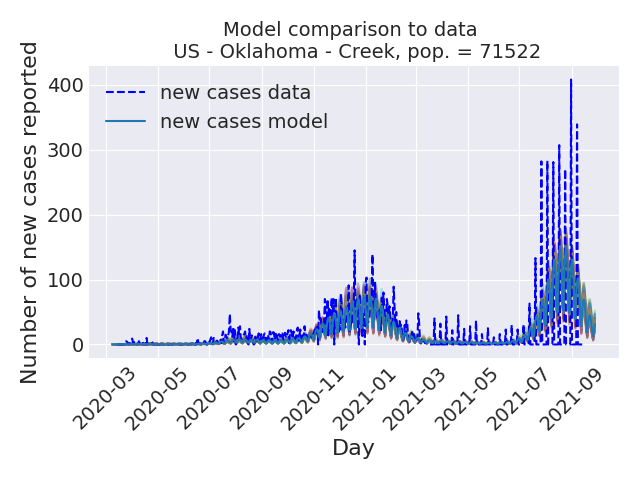 Model comparison to data
US - Oklahoma - Creek, pop. = 71522
Number of new cases reported
400
300
200
100
0
new cases data
new cases model
2020-03
2020-05
2020-07
2020-09
2020-11
2021-01
2021-03
2021-05
2021-07
2021-09
Day